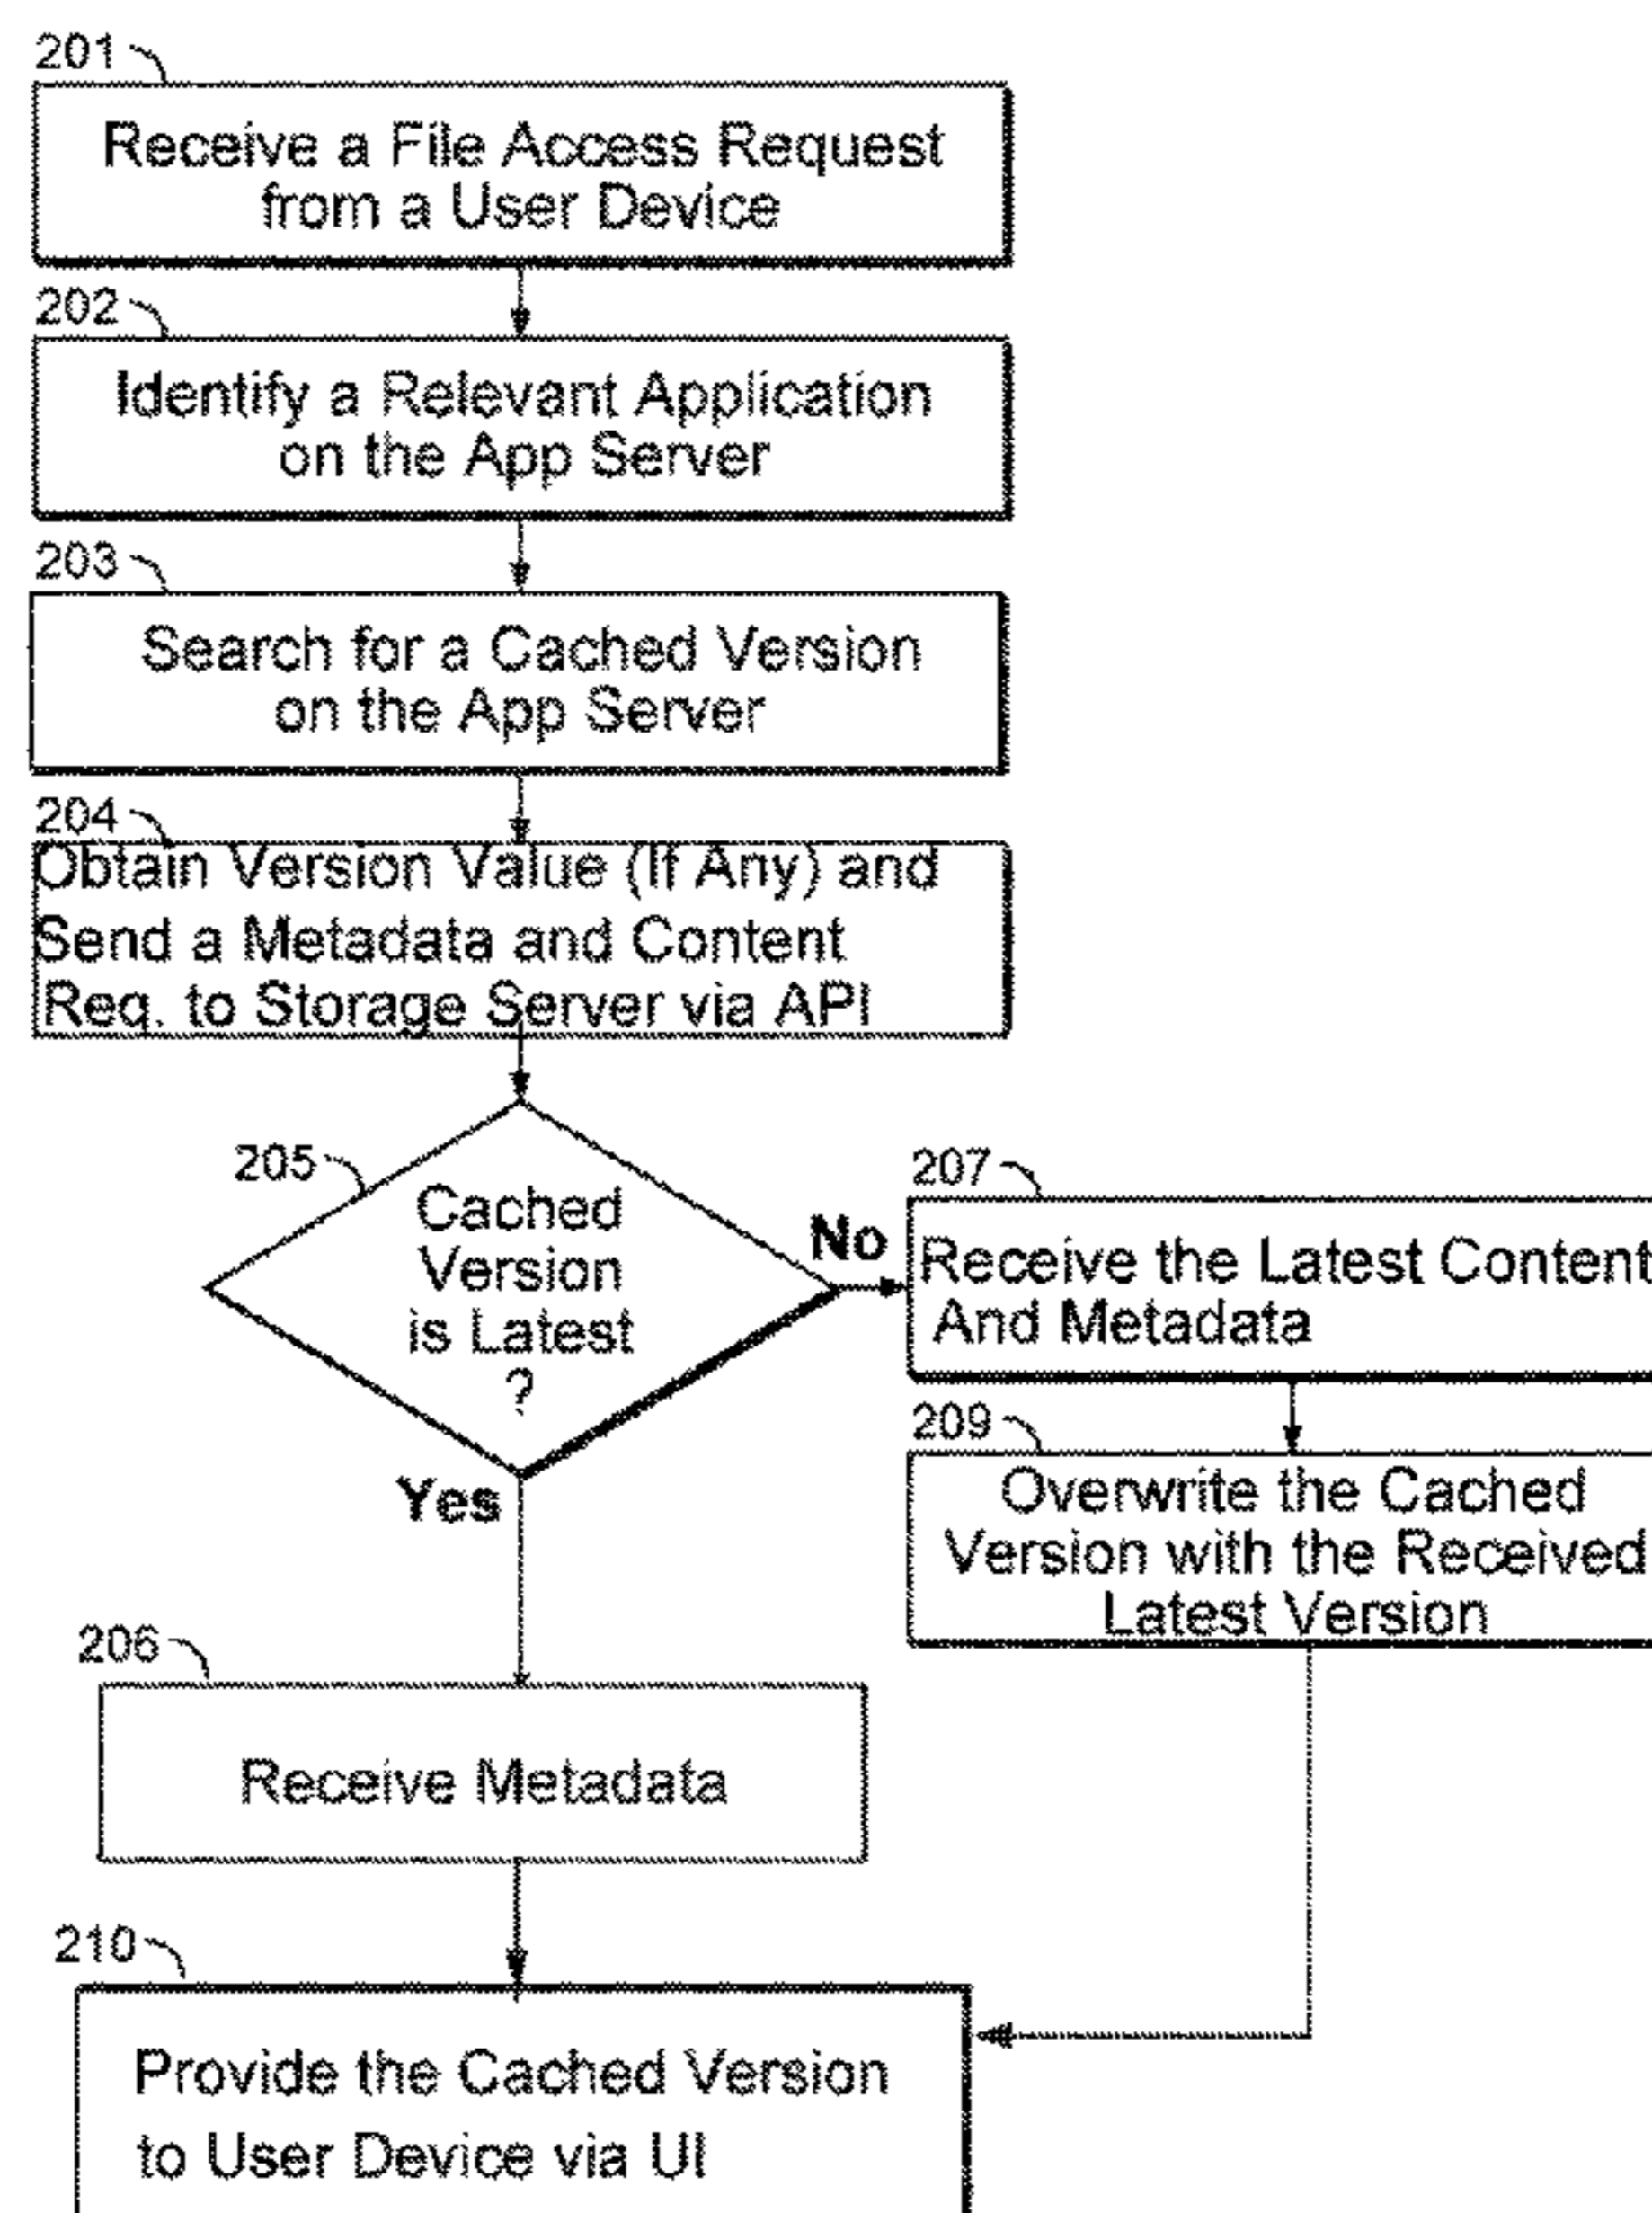 201
Receive a File Access Request
from a User Device
202
Identify a Relevant Application
on the App Server
203
Search for a Cached Version
on the App Server
204
Obtain Version Value (If Any) and
Send a Metadata and Content
Req. to Storage Server via API
205
Cached
Version
is Latest
?
No
207
Receive the Latest Content
And Metadata
209
Overwrite the Cached
Version with the Received
Latest Version
Yes
206
Receive Metadata
210
Provide the Cached Version
to User Device via UI